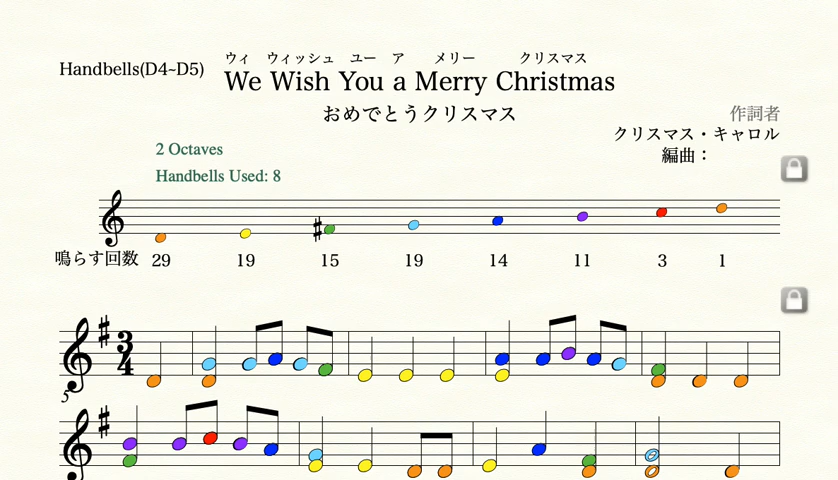 ウィ ウィッシュ ユー ア メリー クリスマス
Handbells(D4~D5)
We Wish You a Merry Christmas
おめでとうクリスマス
作詞者
クリスマス・キャロル
編曲：
2 Octaves
Handbells Used: 8
鳴らす回数 29 19 15 19 14 11 3 1
3
4
5